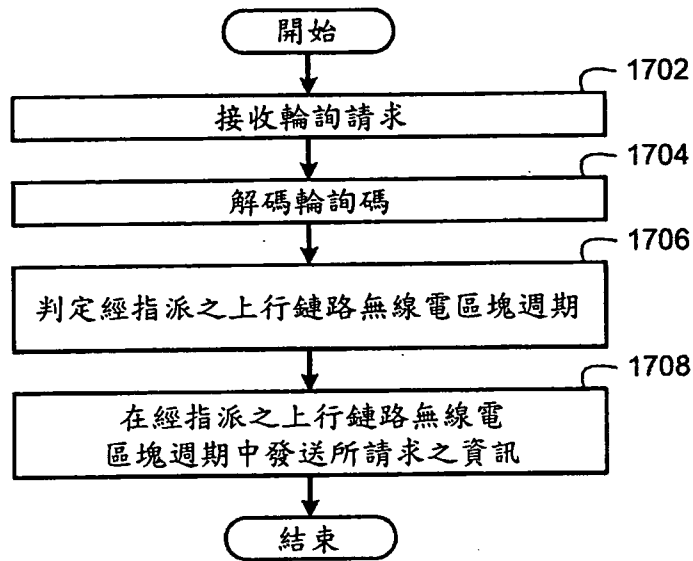 開始
1702
接收輪詢請求
1704
解碼輪詢碼
1706
判定經指派之上行鏈路無線電區塊週期
1708
在經指派之上行鏈路無線電
區塊週期中發送所請求之資訊
結束